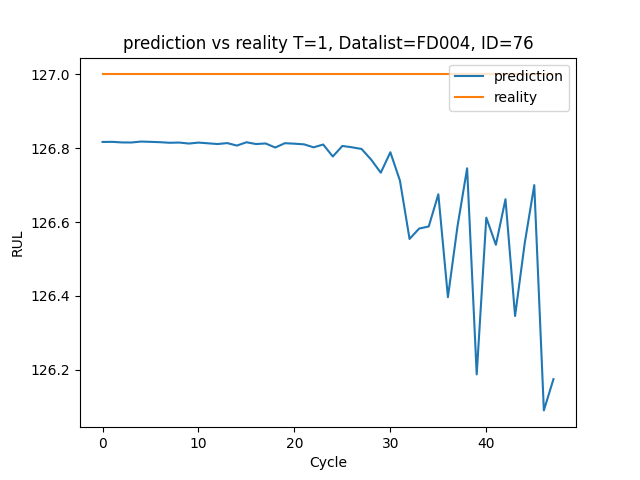 prediction vs reality T=1, Datalist=FD004, ID=76
127.0
126.8
126.6
126.4
126.2
RUL
prediction
reality
0
10
20
30
40
Cycle